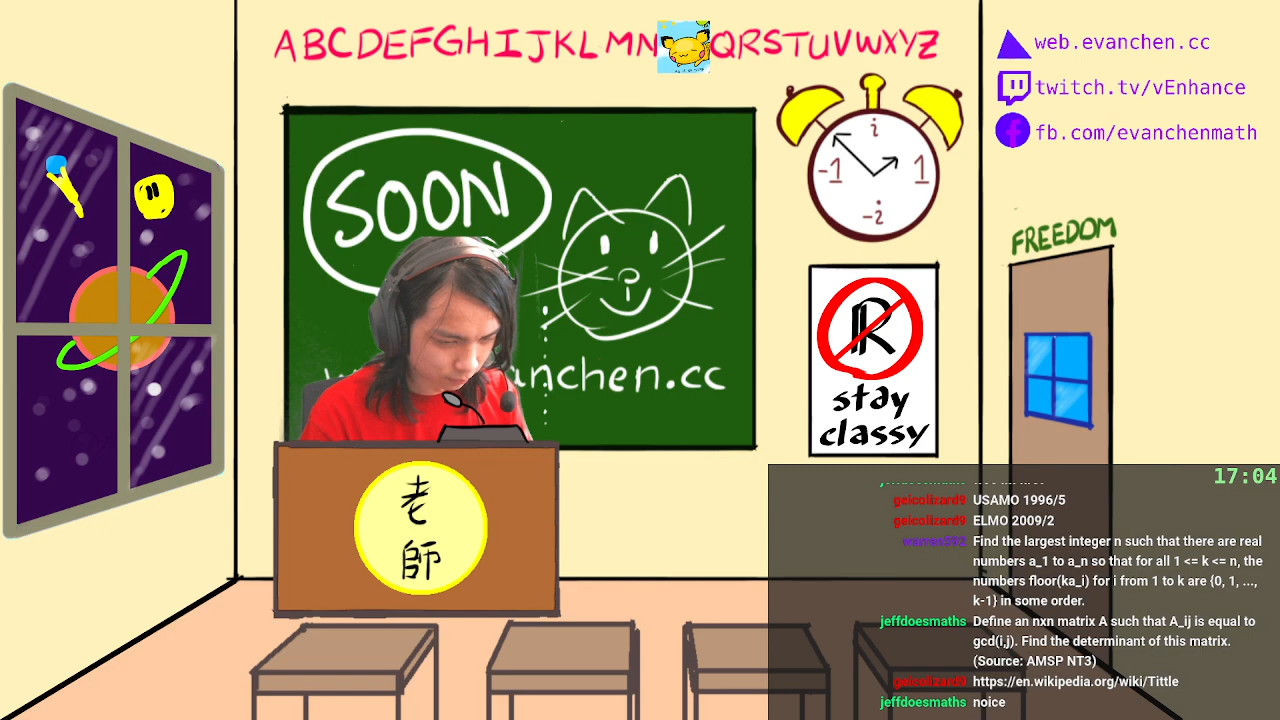 ABCDEFGHIJKLMN QRSTUVWXYZ
web.evanchen.cc
twitch.tv/vEnhance
fb.com/evanchenmath
SOON
anchen.cc
i
-1 1
-i
FREEDOM
R
stay
classy
老
師
17:04
geicolizard9 USAMO 1996/5
geicolizard9 ELMO 2009/2
Find the largest integer n such that there are real
numbers a_1 to a_n so that for all 1 <= k <= n, the
numbers floor(ka_i) for i from 1 to k are {0, 1, ...,
k-1} in some order.
jeffdoesmaths Define an nxn matrix A such that A_ij is equal to
gcd(i,j). Find the determinant of this matrix.
(Source: AMSP NT3)
geicolizard9 https://en.wikipedia.org/wiki/Tittle
jeffdoesmaths noice